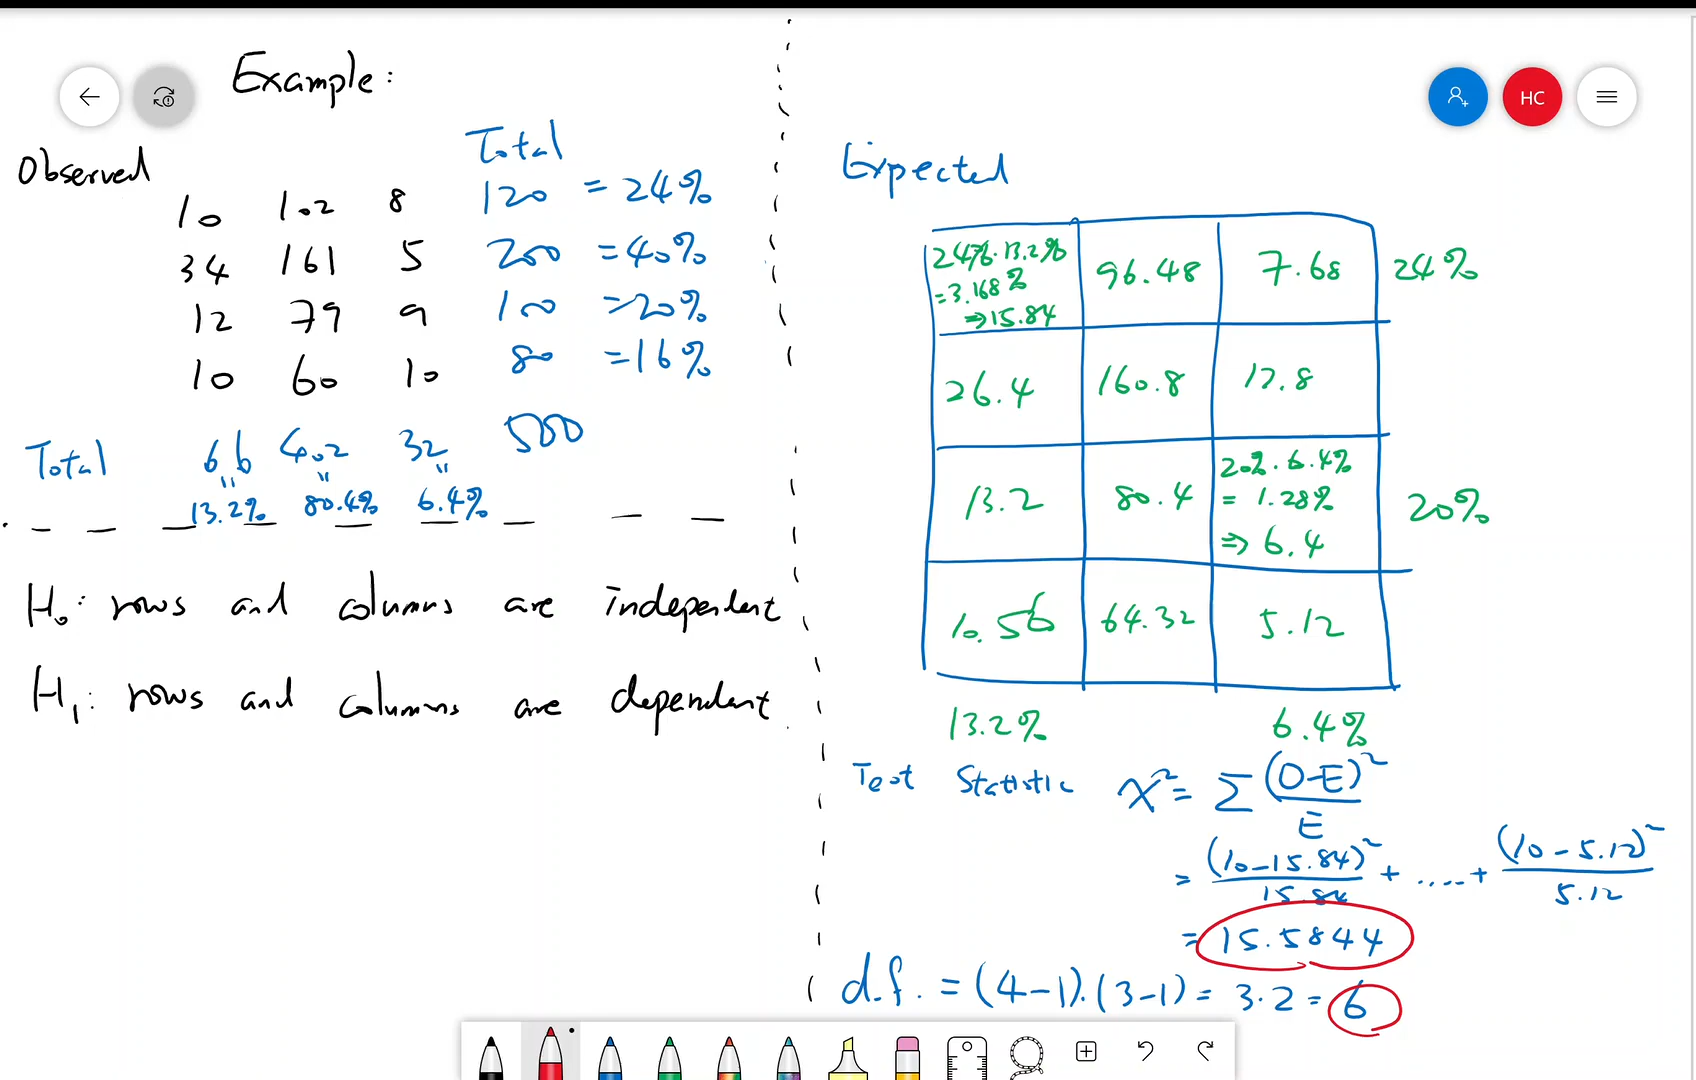 Example:
HC
Observed
Total
10 102 8 120 = 24%
34 161 5 200 = 40%
12 79 9 100 = 20%
10 60 10 80 = 16%
Total 66 402 32 500
13.2% 80.4% 6.4%
H₀: rows and columns are independent
H₁: rows and columns are dependent
Expected
24%·13.2% = 3.168% ⇒ 15.84 96.48 7.68 24%
26.4 160.8 12.8
13.2 80.4 20%·6.4% = 1.28% ⇒ 6.4 20%
10.56 64.32 5.12
13.2% 6.4%
Test Statistic χ² = Σ (O-E)²/E
= (10-15.84)²/15.84 + ..... + (10-5.12)²/5.12
= 15.5844
d.f. = (4-1)·(3-1) = 3·2 = 6